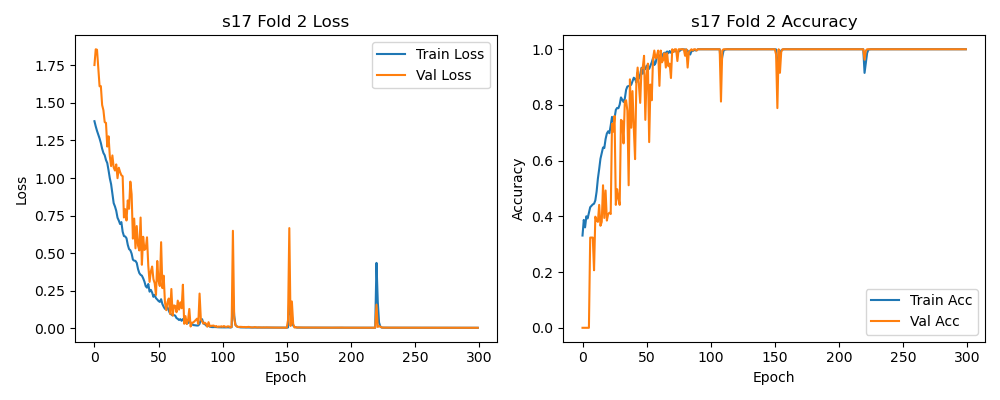 s17 Fold 2 Loss
Train Loss
Val Loss
1.75
1.50
1.25
1.00
0.75
0.50
0.25
0.00
Loss
0 50 100 150 200 250 300
Epoch
s17 Fold 2 Accuracy
1.0
0.8
0.6
0.4
0.2
0.0
Accuracy
Train Acc
Val Acc
0 50 100 150 200 250 300
Epoch